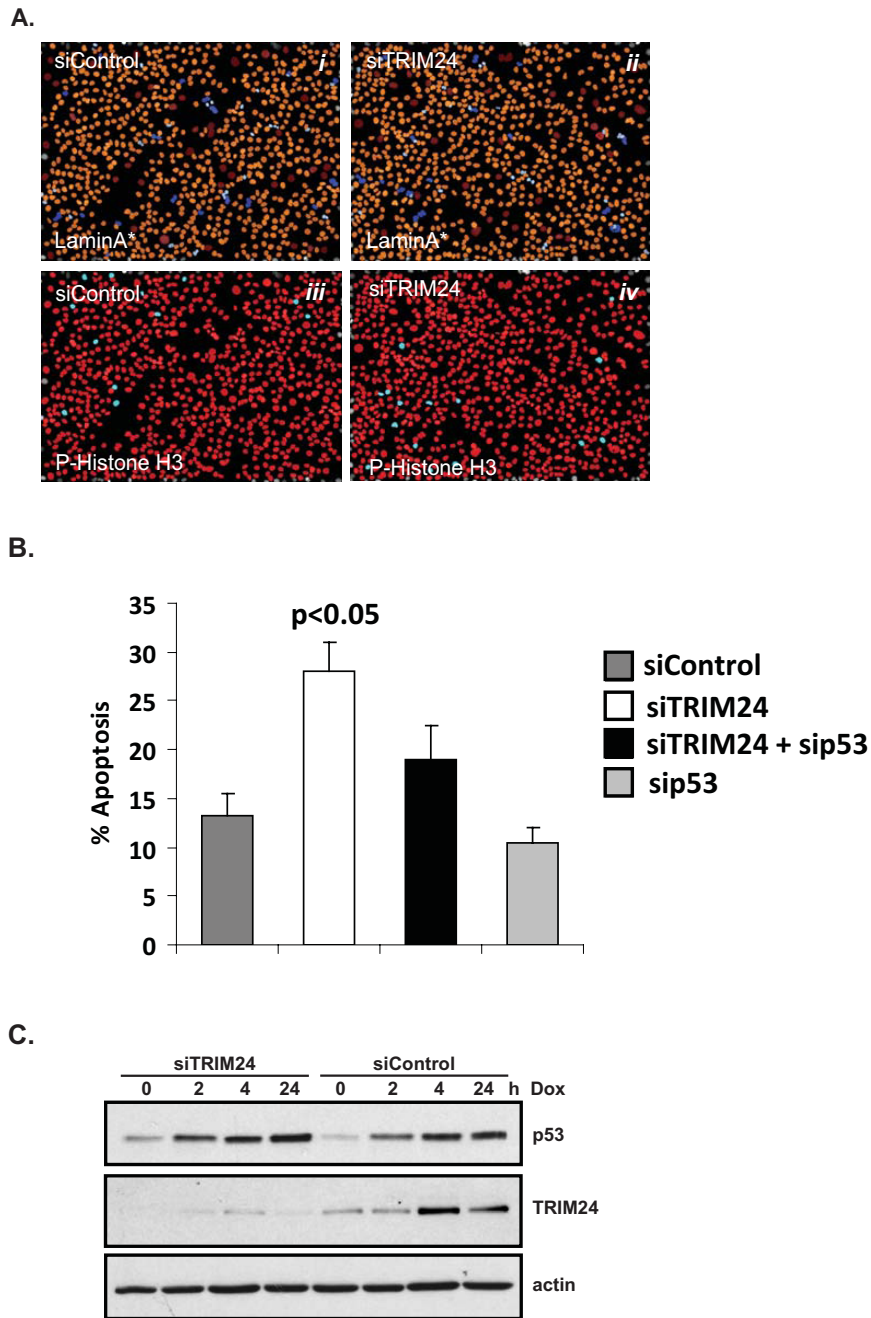 A.
siControl i siTRIM24 ii
LaminA* LaminA*
siControl iii siTRIM24 iv
P-Histone H3 P-Histone H3
B.
% Apoptosis
35
30
25
20
15
10
5
0
p<0.05
siControl
siTRIM24
siTRIM24 + sip53
sip53
C.
siTRIM24 siControl
0 2 4 24 0 2 4 24 h Dox
p53
TRIM24
actin